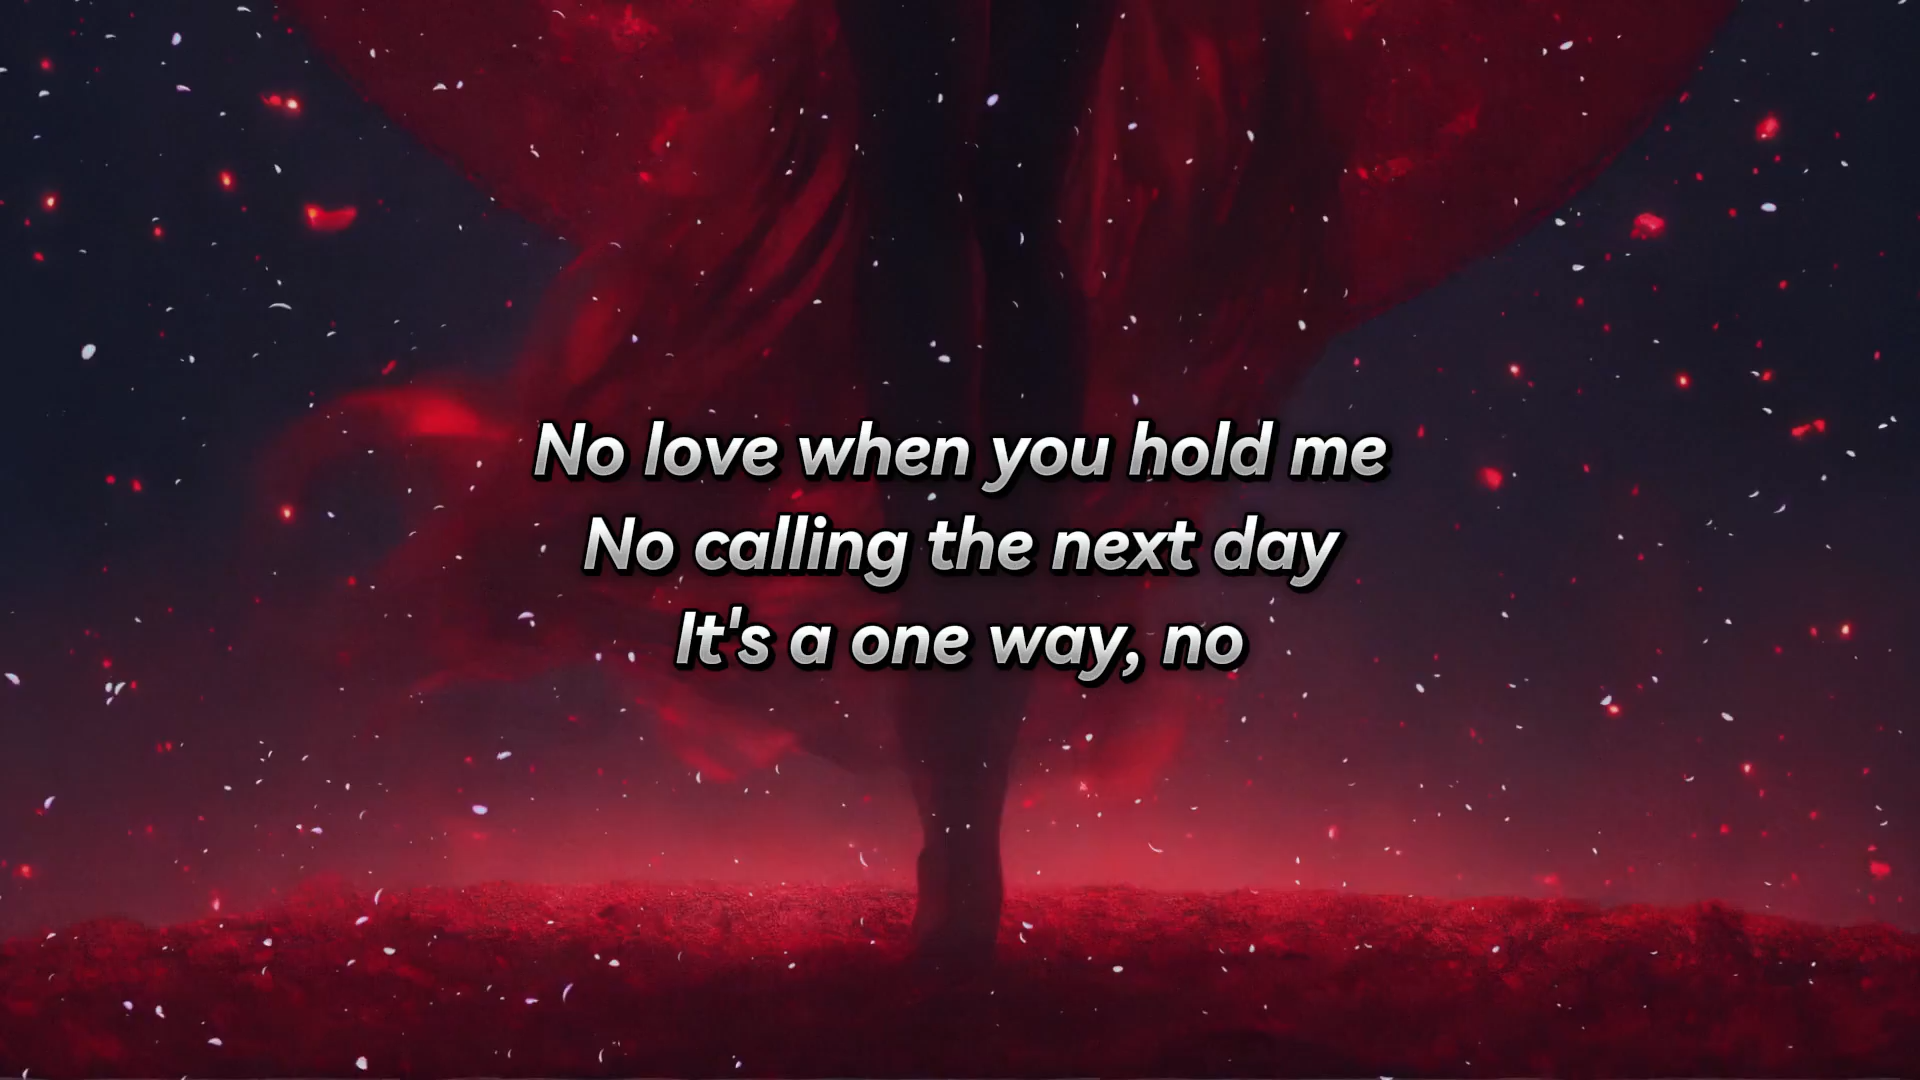 No love when you hold me
No calling the next day
It's a one way, no